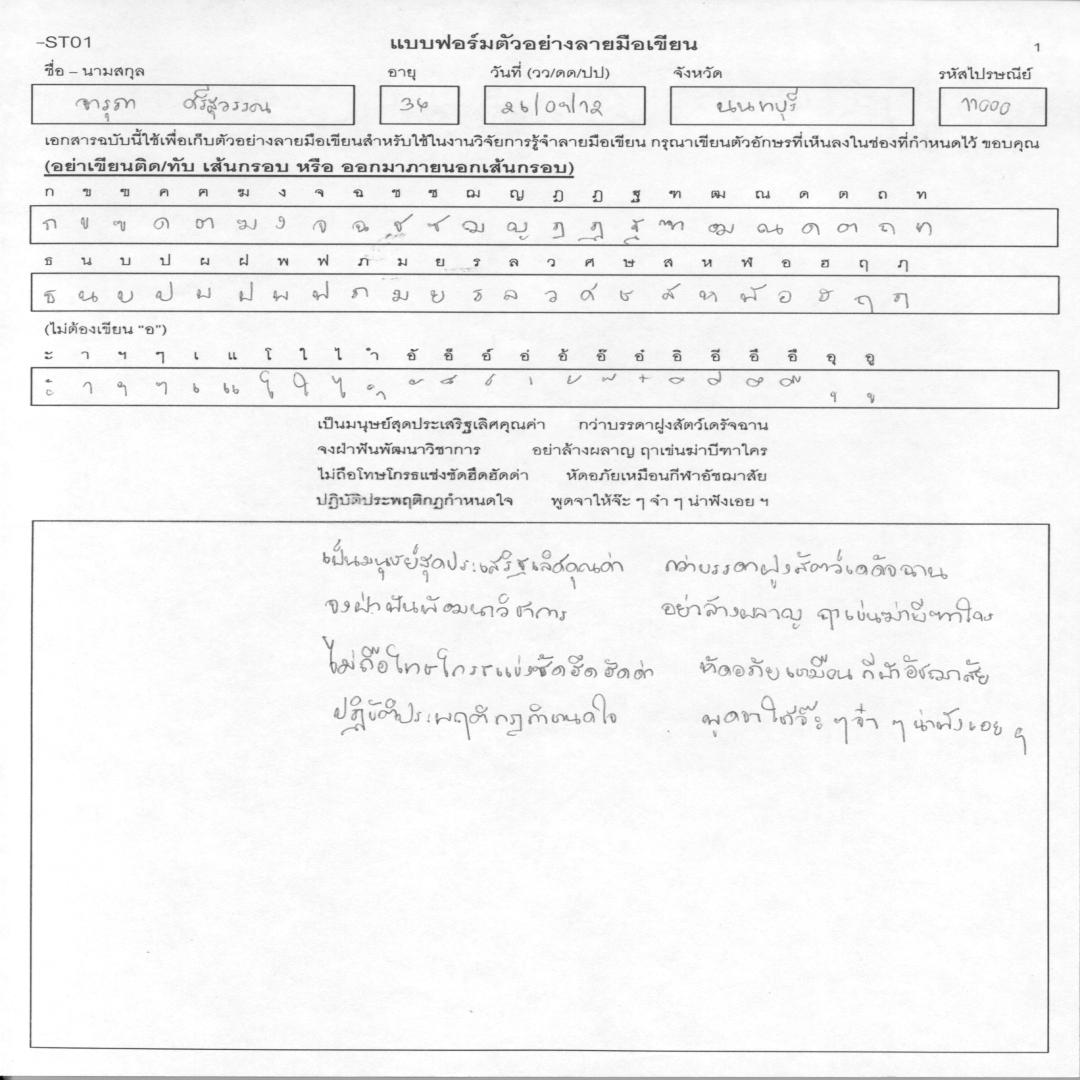 -ST01 แบบฟอร์มตัวอย่างลายมือเขียน 1
ชื่อ – นามสกุล อายุ วันที่ (วว/ดด/ปป) จังหวัด รหัสไปรษณีย์
จารุภา ศรีสุวรรณ 34 26/07/12 นนทบุรี 11000
เอกสารฉบับนี้ใช้เพื่อเก็บตัวอย่างลายมือเขียนสำหรับใช้ในงานวิจัยการรู้จำลายมือเขียน กรุณาเขียนตัวอักษรที่เห็นลงในช่องที่กำหนดไว้ ขอบคุณ
(อย่าเขียนติด/ทับ เส้นกรอบ หรือ ออกมาภายนอกเส้นกรอบ)
ก ข ฃ ค ฅ ฆ ง จ ฉ ช ซ ฌ ญ ฎ ฏ ฐ ฑ ฒ ณ ด ต ถ ท
ก ข ฃ ค ฅ ฆ ง จ ฉ ช ซ ฌ ญ ฎ ฏ ฐ ฑ ฒ ณ ด ต ถ ท
ธ น บ ป ผ ฝ พ ฟ ภ ม ย ร ล ว ศ ษ ส ห ฬ อ ฮ ฤ ฦ
ธ น บ ป ผ ฝ พ ฟ ภ ม ย ร ล ว ศ ษ ส ห ฬ อ ฮ ฤ ฦ
(ไม่ต้องเขียน "อ")
ะ า ฯ ๆ เ แ โ ใ ไ ำ อั อ็ อ์ อ่ อ้ อ๊ อ๋ อิ อี อึ อื อุ อู
ะ า ฯ ๆ เ แ โ ใ ไ ำ ั ็ ์ ่ ้ ๊ ๋ ิ ี ึ ื ุ ู
เป็นมนุษย์สุดประเสริฐเลิศคุณค่า กว่าบรรดาฝูงสัตว์เดรัจฉาน
จงฝ่าฟันพัฒนาวิชาการ อย่าล้างผลาญ ฤาเข่นฆ่าบีฑาใคร
ไม่ถือโทษโกรธแช่งซัดฮึดฮัดด่า หัดอภัยเหมือนกีฬาอัชฌาสัย
ปฏิบัติประพฤติกฎกำหนดใจ พูดจาให้จ๊ะ ๆ จ๋า ๆ น่าฟังเอย ฯ
เป็นมนุษย์สุดประเสริฐเลิศคุณค่า กว่าบรรดาฝูงสัตว์เดรัจฉาน
จงฝ่าฟันพัฒนาวิชาการ อย่าล้างผลาญ ฤาเข่นฆ่าบีฑาใคร
ไม่ถือโทษโกรธแช่งซัดฮึดฮัดด่า หัดอภัยเหมือนกีฬาอัชฌาสัย
ปฏิบัติประพฤติกฎกำหนดใจ พูดจาให้จ๊ะ ๆ จ๋า ๆ น่าฟังเอย ฯ